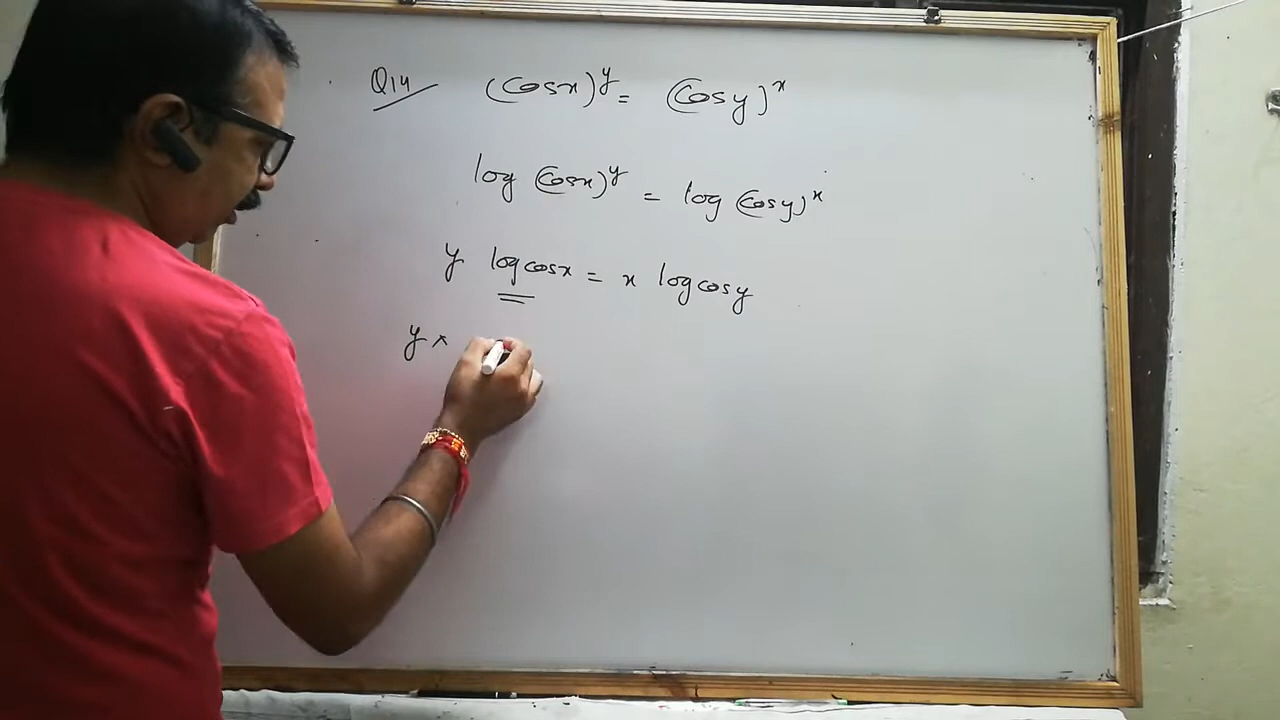 Q14 (cosx)^y = (cosy)^x
log (cosx)^y = log (cosy)^x
y logcosx = x logcosy
y ×